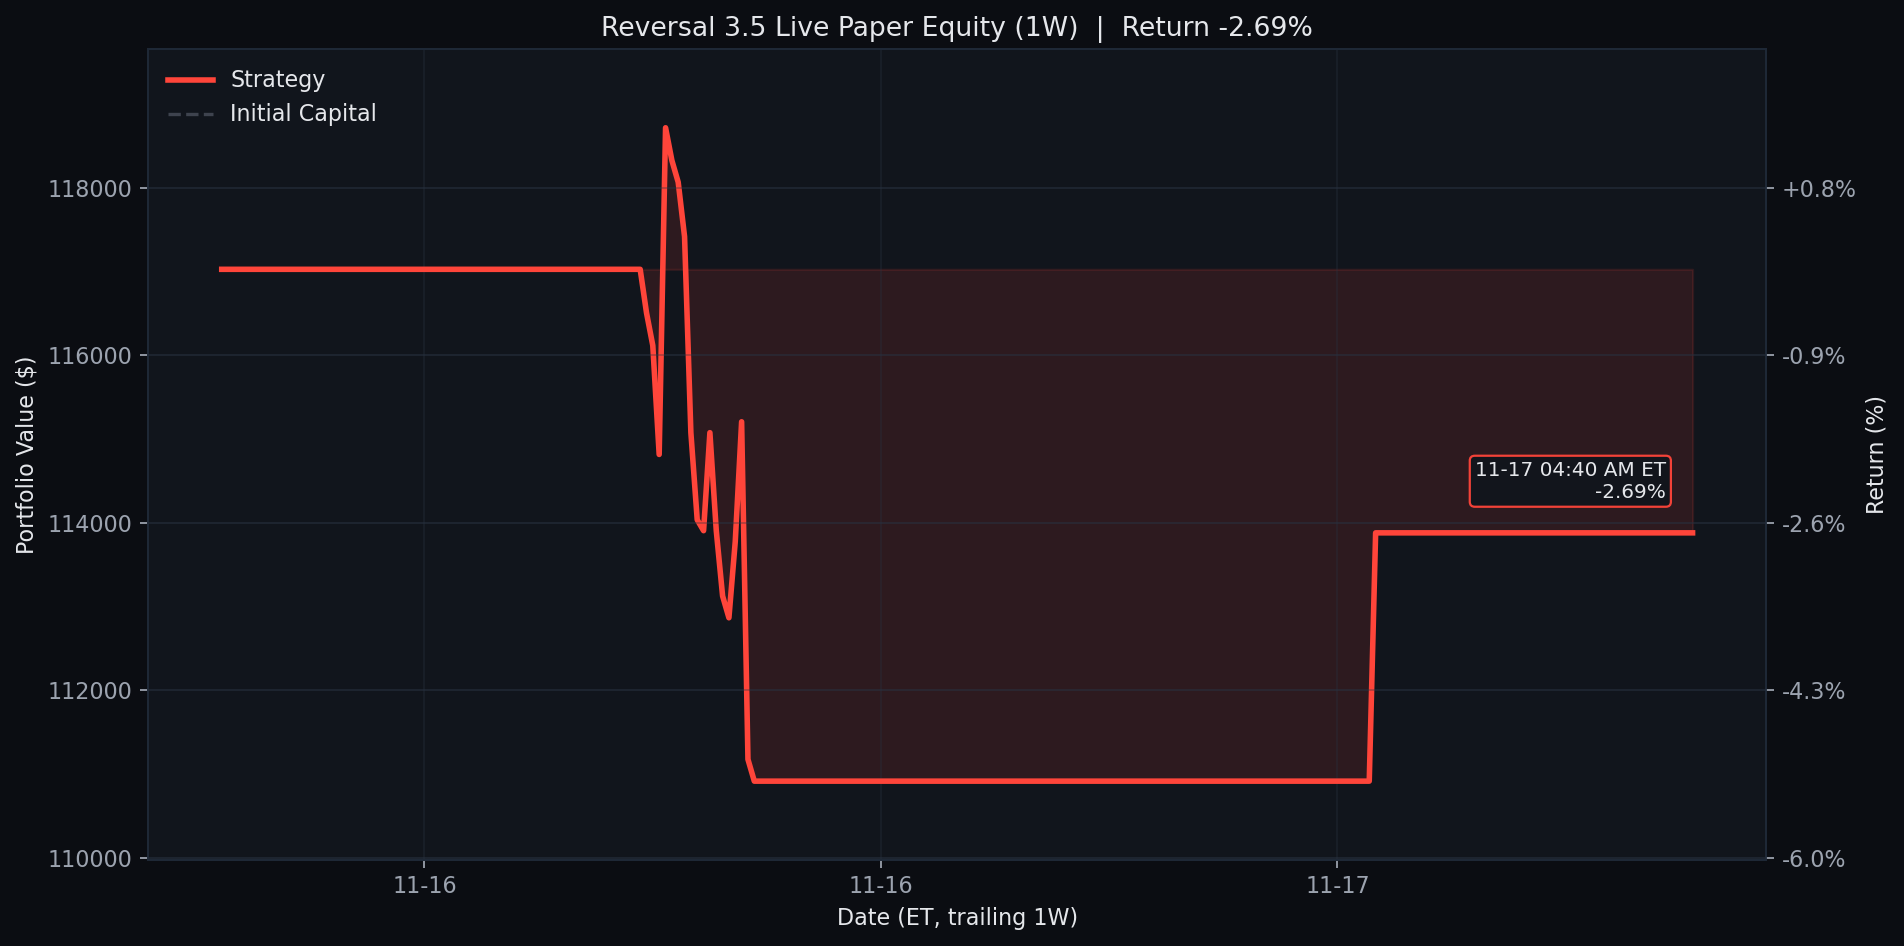 Reversal 3.5 Live Paper Equity (1W) | Return -2.69%
Strategy
Initial Capital
118000
116000
114000
112000
110000
Portfolio Value ($)
+0.8%
-0.9%
-2.6%
-4.3%
-6.0%
Return (%)
11-17 04:40 AM ET
-2.69%
11-16
11-16
11-17
Date (ET, trailing 1W)